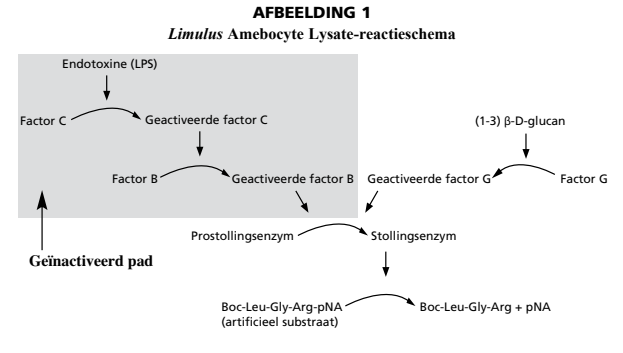 AFBEELDING 1
Limulus Amebocyte Lysate-reactieschema
Endotoxine (LPS)
Factor C
Geactiveerde factor C
(1-3) β-D-glucan
Factor B
Geactiveerde factor B
Geactiveerde factor G
Factor G
Prostollingsenzym
Stollingsenzym
Geïnactiveerd pad
Boc-Leu-Gly-Arg-pNA
(artificieel substraat)
Boc-Leu-Gly-Arg + pNA